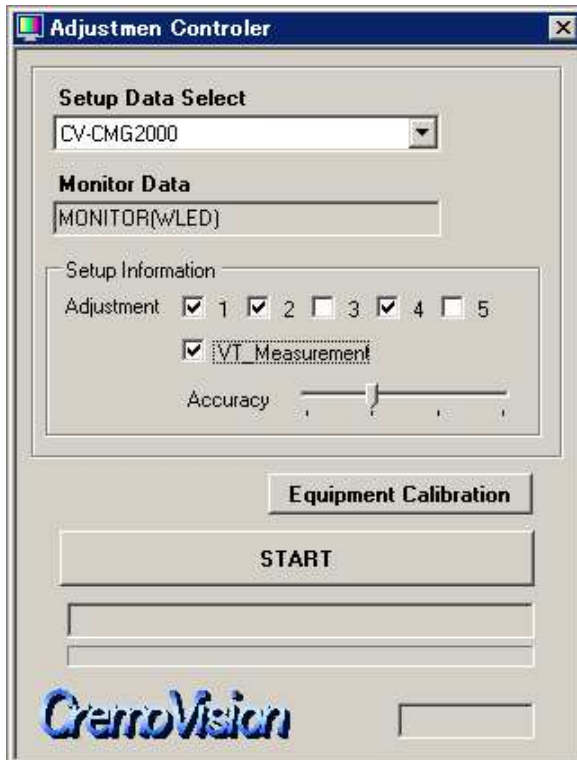 Adjustmen Controler
Setup Data Select
CV-CMG2000
Monitor Data
MONITOR(WLED)
Setup Information
Adjustment 1 2 3 4 5
VT_Measurement
Accuracy
Equipment Calibration
START
CremoVision